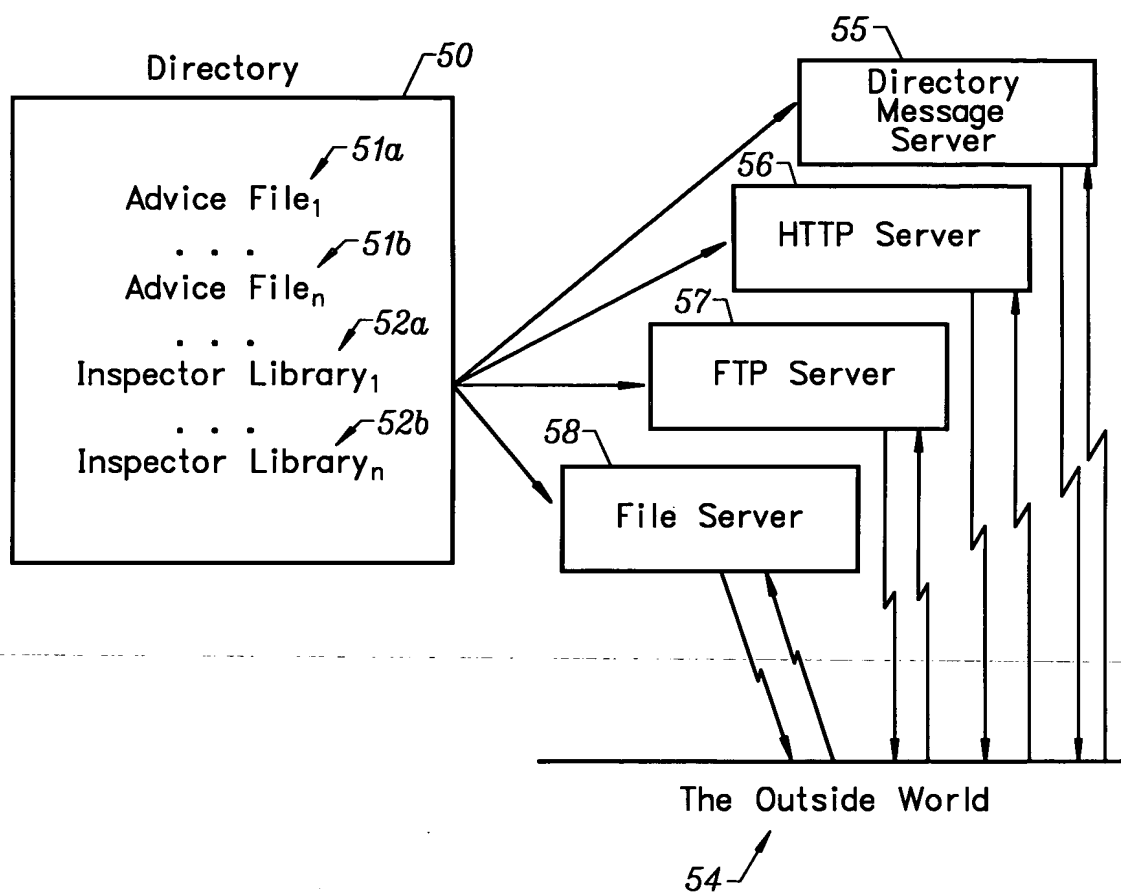 Directory
50
51a
Advice File₁
. . .
51b
Advice Fileₙ
. . .
52a
Inspector Library₁
. . .
52b
Inspector Libraryₙ
55
Directory
Message
Server
56
HTTP Server
57
FTP Server
58
File Server
The Outside World
54